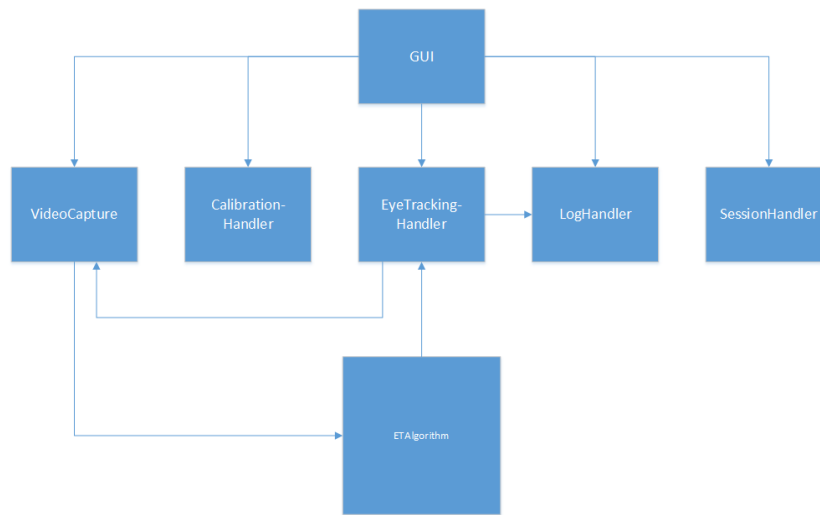 GUI
VideoCapture
Calibration-
Handler
EyeTracking-
Handler
LogHandler
SessionHandler
ETAlgorithm